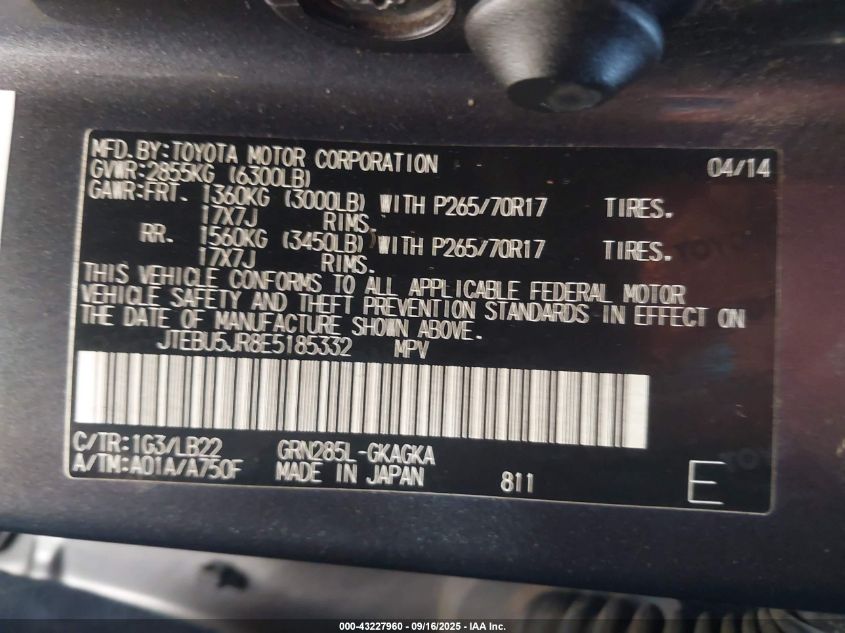 MFD. BY: TOYOTA MOTOR CORPORATION 04/14
GVWR: 2855KG (6300LB)
GAWR: FRT. 1360KG (3000LB) WITH P265/70R17 TIRES.
17X7J RIMS.
RR. 1560KG (3450LB) WITH P265/70R17 TIRES.
17X7J RIMS.
THIS VEHICLE CONFORMS TO ALL APPLICABLE FEDERAL MOTOR
VEHICLE SAFETY AND THEFT PREVENTION STANDARDS IN EFFECT ON
THE DATE OF MANUFACTURE SHOWN ABOVE.
JTEBU5JR8E5185332 MPV
C/TR: 1G3/LB22 GRN285L-GKAGKA
A/TM: A01A/A750F MADE IN JAPAN 811 E
000-43227960 - 09/16/2025 - IAA Inc.